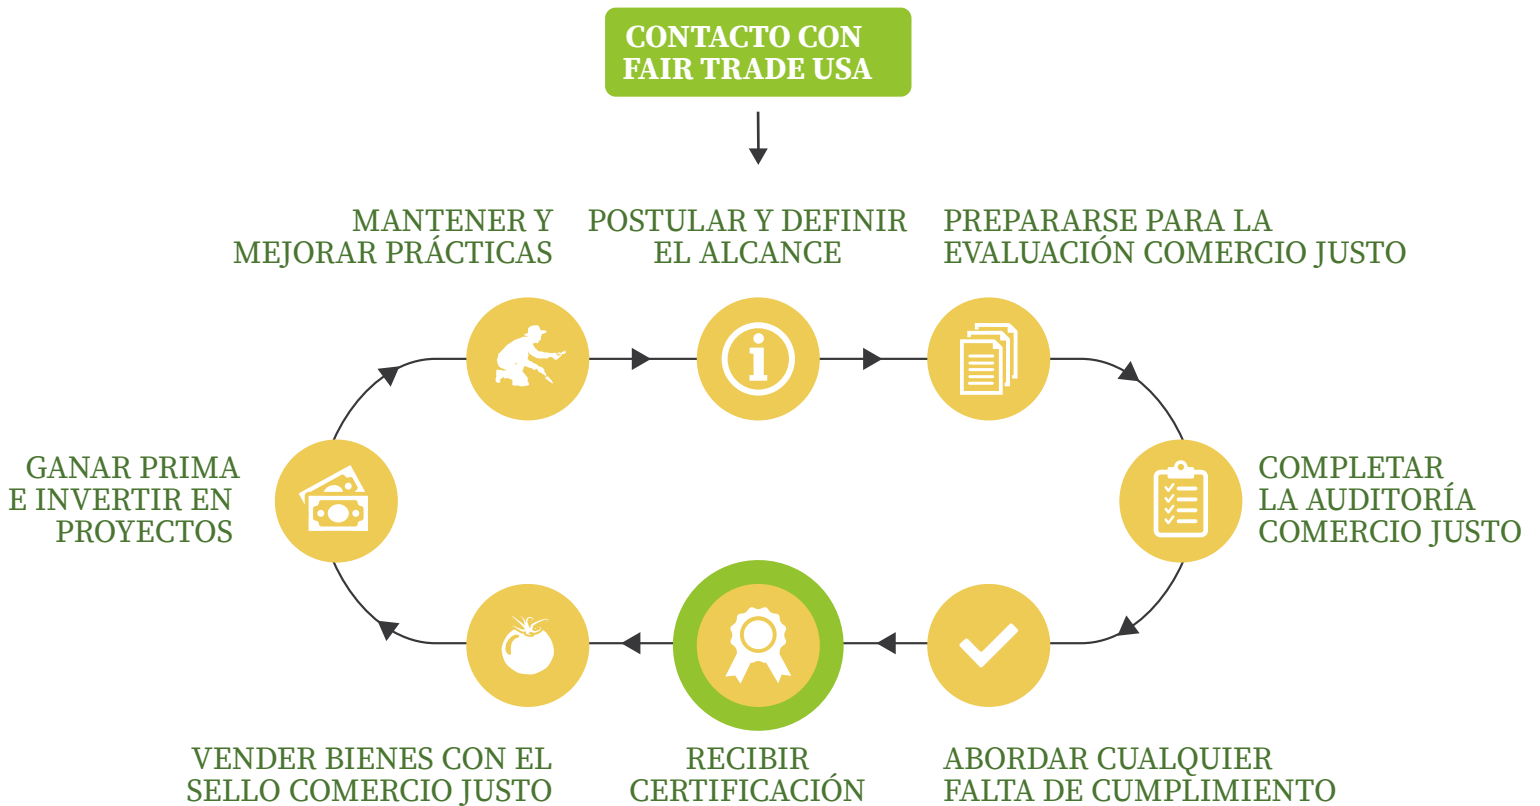 CONTACTO CON
FAIR TRADE USA
MANTENER Y
MEJORAR PRÁCTICAS
POSTULAR Y DEFINIR
EL ALCANCE
PREPARARSE PARA LA
EVALUACIÓN COMERCIO JUSTO
COMPLETAR
LA AUDITORÍA
COMERCIO JUSTO
ABORDAR CUALQUIER
FALTA DE CUMPLIMIENTO
RECIBIR
CERTIFICACIÓN
VENDER BIENES CON EL
SELLO COMERCIO JUSTO
GANAR PRIMA
E INVERTIR EN
PROYECTOS